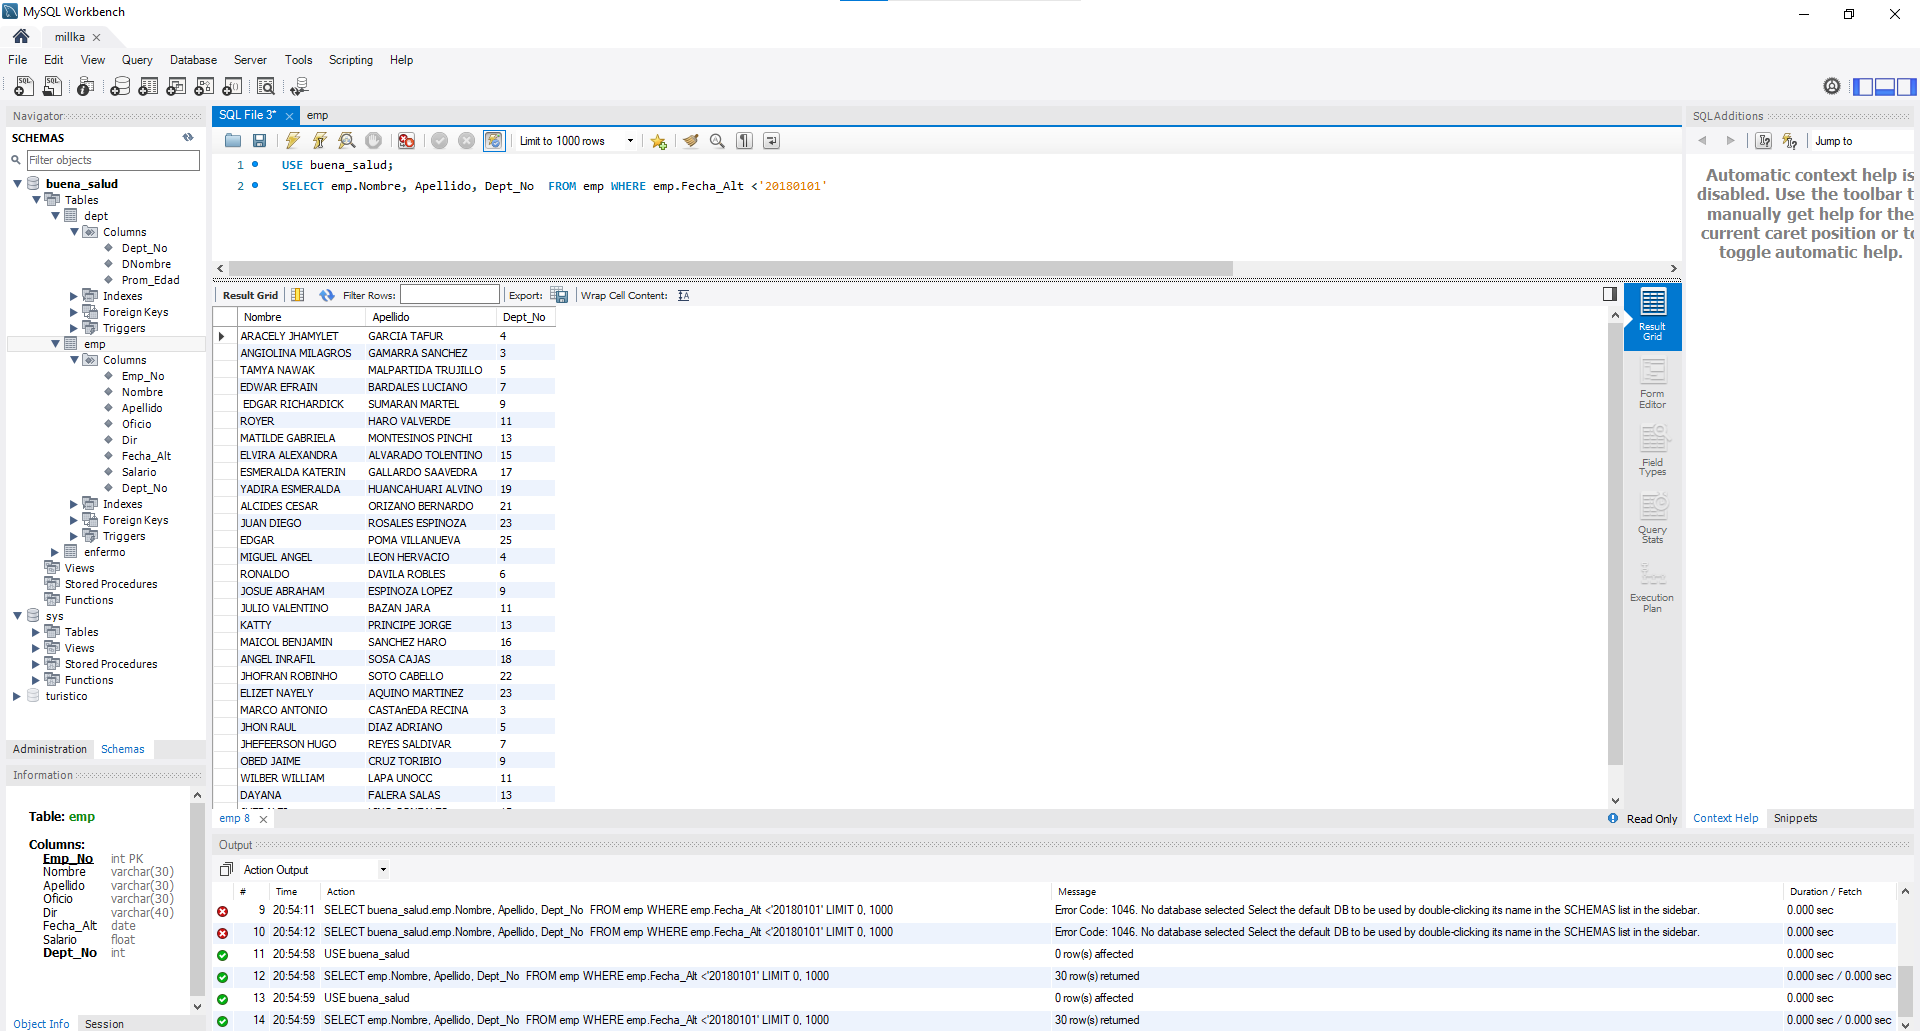 MySQL Workbench
millka
File Edit View Query Database Server Tools Scripting Help
Navigator
SCHEMAS
Filter objects
buena_salud
Tables
dept
Columns
Dept_No
DNombre
Prom_Edad
Indexes
Foreign Keys
Triggers
emp
Columns
Emp_No
Nombre
Apellido
Oficio
Dir
Fecha_Alt
Salario
Dept_No
Indexes
Foreign Keys
Triggers
enfermo
Views
Stored Procedures
Functions
sys
Tables
Views
Stored Procedures
Functions
turistico
Administration Schemas
Information
Table: emp
Columns:
Emp_No int PK
Nombre varchar(30)
Apellido varchar(30)
Oficio varchar(30)
Dir varchar(40)
Fecha_Alt date
Salario float
Dept_No int
Object Info Session
SQL File 3* emp
Limit to 1000 rows
1 USE buena_salud;
2 SELECT emp.Nombre, Apellido, Dept_No  FROM emp WHERE emp.Fecha_Alt <'20180101'
Result Grid Filter Rows: Export: Wrap Cell Content:
Nombre Apellido Dept_No
ARACELY JHAMYLET GARCIA TAFUR 4
ANGIOLINA MILAGROS GAMARRA SANCHEZ 3
TAMYA NAWAK MALPARTIDA TRUJILLO 5
EDWAR EFRAIN BARDALES LUCIANO 7
EDGAR RICHARDICK SUMARAN MARTEL 9
ROYER HARO VALVERDE 11
MATILDE GABRIELA MONTESINOS PINCHI 13
ELVIRA ALEXANDRA ALVARADO TOLENTINO 15
ESMERALDA KATERIN GALLARDO SAAVEDRA 17
YADIRA ESMERALDA HUANCAHUARI ALVINO 19
ALCIDES CESAR ORIZANO BERNARDO 21
JUAN DIEGO ROSALES ESPINOZA 23
EDGAR POMA VILLANUEVA 25
MIGUEL ANGEL LEON HERVACIO 4
RONALDO DAVILA ROBLES 6
JOSUE ABRAHAM ESPINOZA LOPEZ 9
JULIO VALENTINO BAZAN JARA 11
KATTY PRINCIPE JORGE 13
MAICOL BENJAMIN SANCHEZ HARO 16
ANGEL INRAFIL SOSA CAJAS 18
JHOFRAN ROBINHO SOTO CABELLO 22
ELIZET NAYELY AQUINO MARTINEZ 23
MARCO ANTONIO CASTAnEDA RECINA 3
JHON RAUL DIAZ ADRIANO 5
JHEFEERSON HUGO REYES SALDIVAR 7
OBED JAIME CRUZ TORIBIO 9
WILBER WILLIAM LAPA UNOCC 11
DAYANA FALERA SALAS 13
emp 8
Result Grid
Form Editor
Field Types
Query Stats
Execution Plan
Read Only
SQLAdditions
Jump to
Automatic context help is
disabled. Use the toolbar t
manually get help for the
current caret position or to
toggle automatic help.
Context Help Snippets
Output
Action Output
# Time Action Message Duration / Fetch
9 20:54:11 SELECT buena_salud.emp.Nombre, Apellido, Dept_No  FROM emp WHERE emp.Fecha_Alt <'20180101' LIMIT 0, 1000 Error Code: 1046. No database selected Select the default DB to be used by double-clicking its name in the SCHEMAS list in the sidebar. 0.000 sec
10 20:54:12 SELECT buena_salud.emp.Nombre, Apellido, Dept_No  FROM emp WHERE emp.Fecha_Alt <'20180101' LIMIT 0, 1000 Error Code: 1046. No database selected Select the default DB to be used by double-clicking its name in the SCHEMAS list in the sidebar. 0.000 sec
11 20:54:58 USE buena_salud 0 row(s) affected 0.000 sec
12 20:54:58 SELECT emp.Nombre, Apellido, Dept_No  FROM emp WHERE emp.Fecha_Alt <'20180101' LIMIT 0, 1000 30 row(s) returned 0.000 sec / 0.000 sec
13 20:54:59 USE buena_salud 0 row(s) affected 0.000 sec
14 20:54:59 SELECT emp.Nombre, Apellido, Dept_No  FROM emp WHERE emp.Fecha_Alt <'20180101' LIMIT 0, 1000 30 row(s) returned 0.000 sec / 0.000 sec